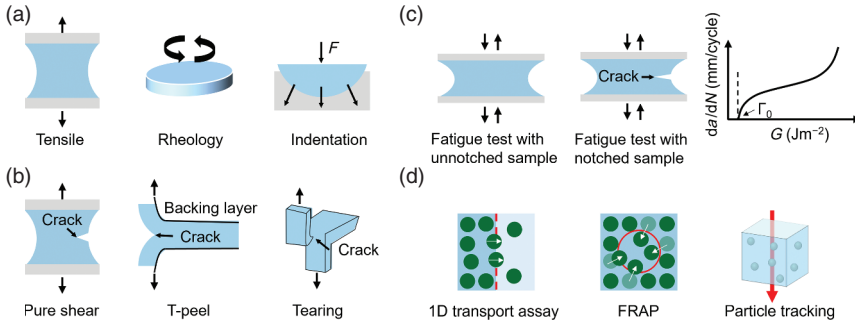 (a)
F
Tensile
Rheology
Indentation
(b)
Crack
Pure shear
Backing layer
Crack
T-peel
Crack
Tearing
(c)
Fatigue test with
unnotched sample
Crack
Fatigue test with
notched sample
da/dN (mm/cycle)
Γ₀
G (Jm⁻²)
(d)
1D transport assay
FRAP
Particle tracking